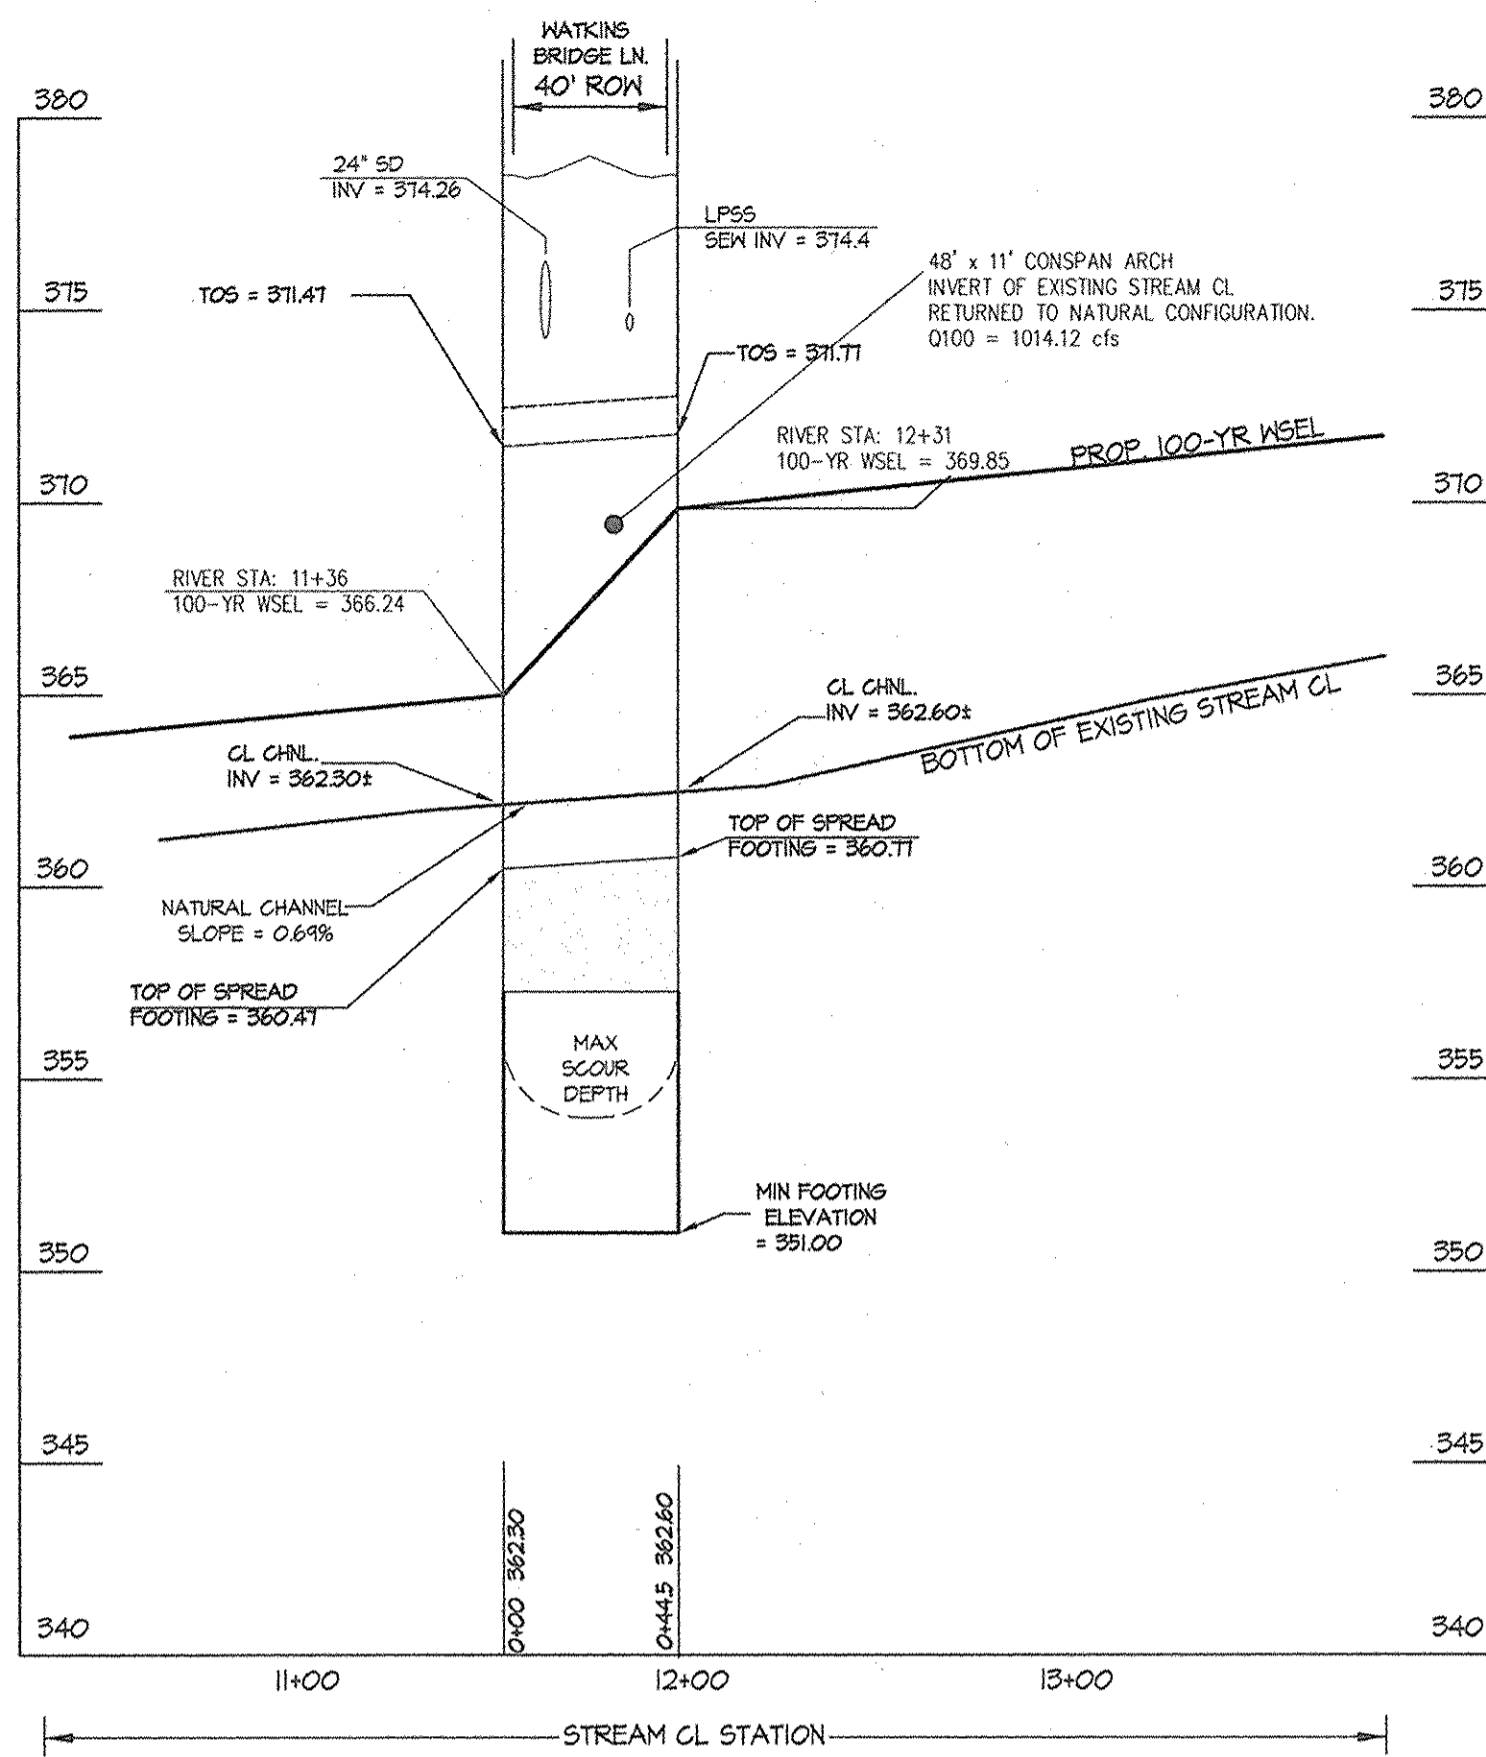 WATKINS
BRIDGE LN.
40' ROW
380
380
24" SD
INV = 374.26
LPSS
SEW INV = 374.4
48' x 11' CONSPAN ARCH
INVERT OF EXISTING STREAM CL
RETURNED TO NATURAL CONFIGURATION.
Q100 = 1014.12 cfs
375
375
TOS = 371.47
TOS = 371.77
RIVER STA: 12+31
100-YR WSEL = 369.85
PROP. 100-YR WSEL
370
370
RIVER STA: 11+36
100-YR WSEL = 366.24
365
365
CL CHNL.
INV = 362.60±
BOTTOM OF EXISTING STREAM CL
CL CHNL.
INV = 362.30±
TOP OF SPREAD
FOOTING = 360.77
360
360
NATURAL CHANNEL
SLOPE = 0.69%
TOP OF SPREAD
FOOTING = 360.47
MAX
SCOUR
DEPTH
355
355
MIN FOOTING
ELEVATION
= 351.00
350
350
345
345
0+00 362.30
0+44.5 362.60
340
340
11+00
12+00
13+00
STREAM CL STATION